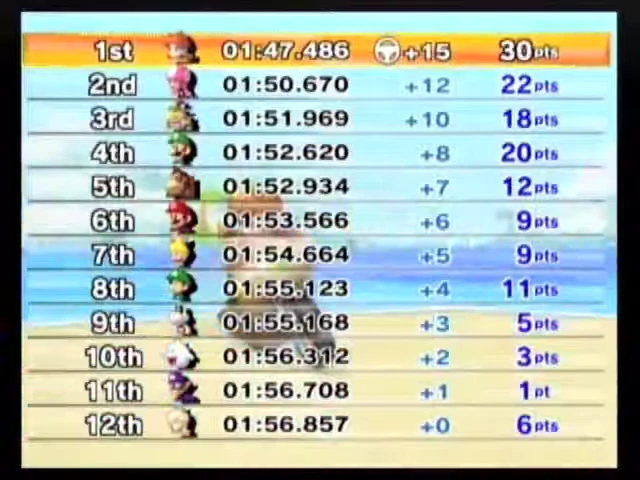 1st 01:47.486 +15 30pts
2nd 01:50.670 +12 22pts
3rd 01:51.969 +10 18pts
4th 01:52.620 +8 20pts
5th 01:52.934 +7 12pts
6th 01:53.566 +6 9pts
7th 01:54.664 +5 9pts
8th 01:55.123 +4 11pts
9th 01:55.168 +3 5pts
10th 01:56.312 +2 3pts
11th 01:56.708 +1 1pt
12th 01:56.857 +0 6pts